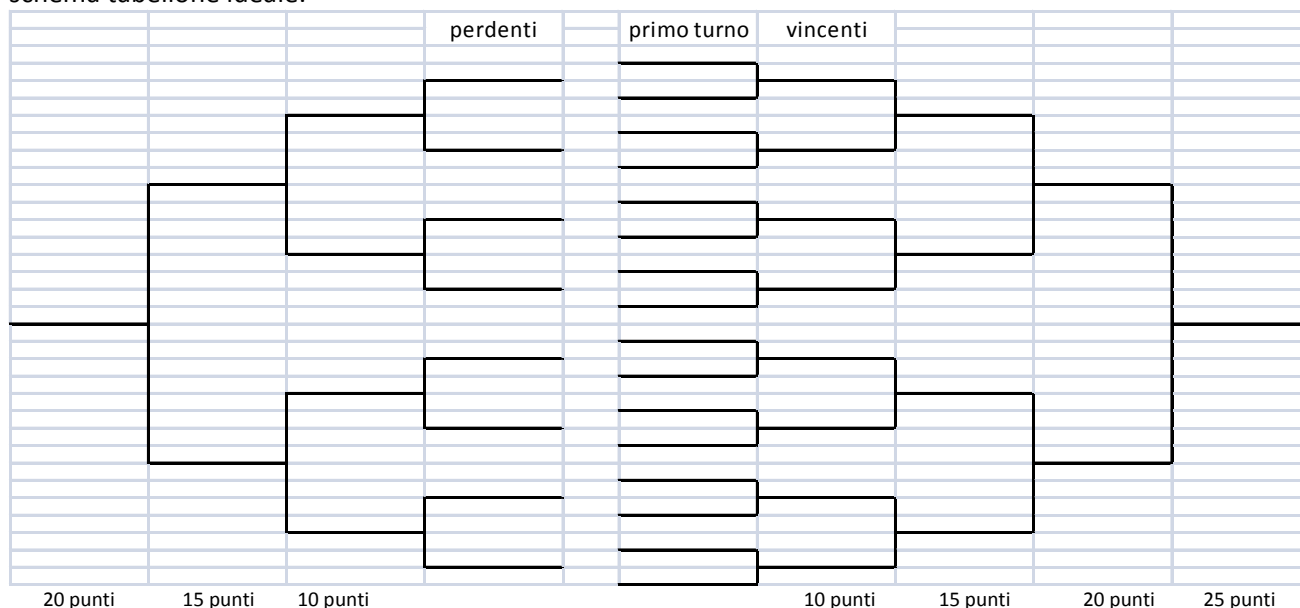 schema tabellone ideale:
perdenti primo turno vincenti
20 punti 15 punti 10 punti 10 punti 15 punti 20 punti 25 punti